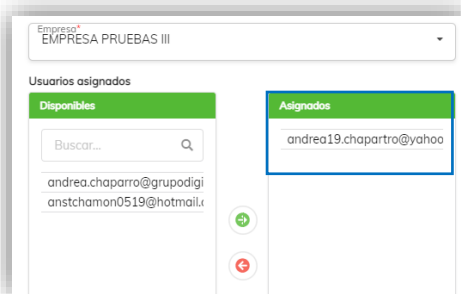 Empresa*
EMPRESA PRUEBAS III
Usuarios asignados
Disponibles
Buscar...
andrea.chaparro@grupodigi
anstchamon0519@hotmail.c
Asignados
andrea19.chapartro@yahoo